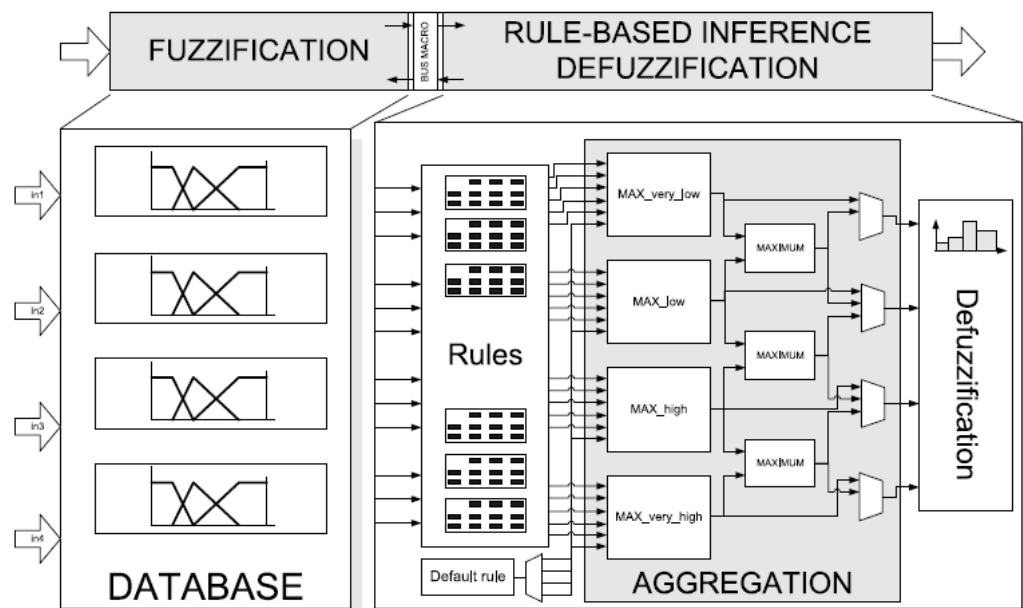 FUZZIFICATION
BUS MACRO
RULE-BASED INFERENCE
DEFUZZIFICATION
in1
in2
in3
in4
DATABASE
Rules
Default rule
MAX_very_low
MAX_low
MAX_high
MAX_very_high
MAXIMUM
MAXIMUM
MAXIMUM
AGGREGATION
Defuzzification